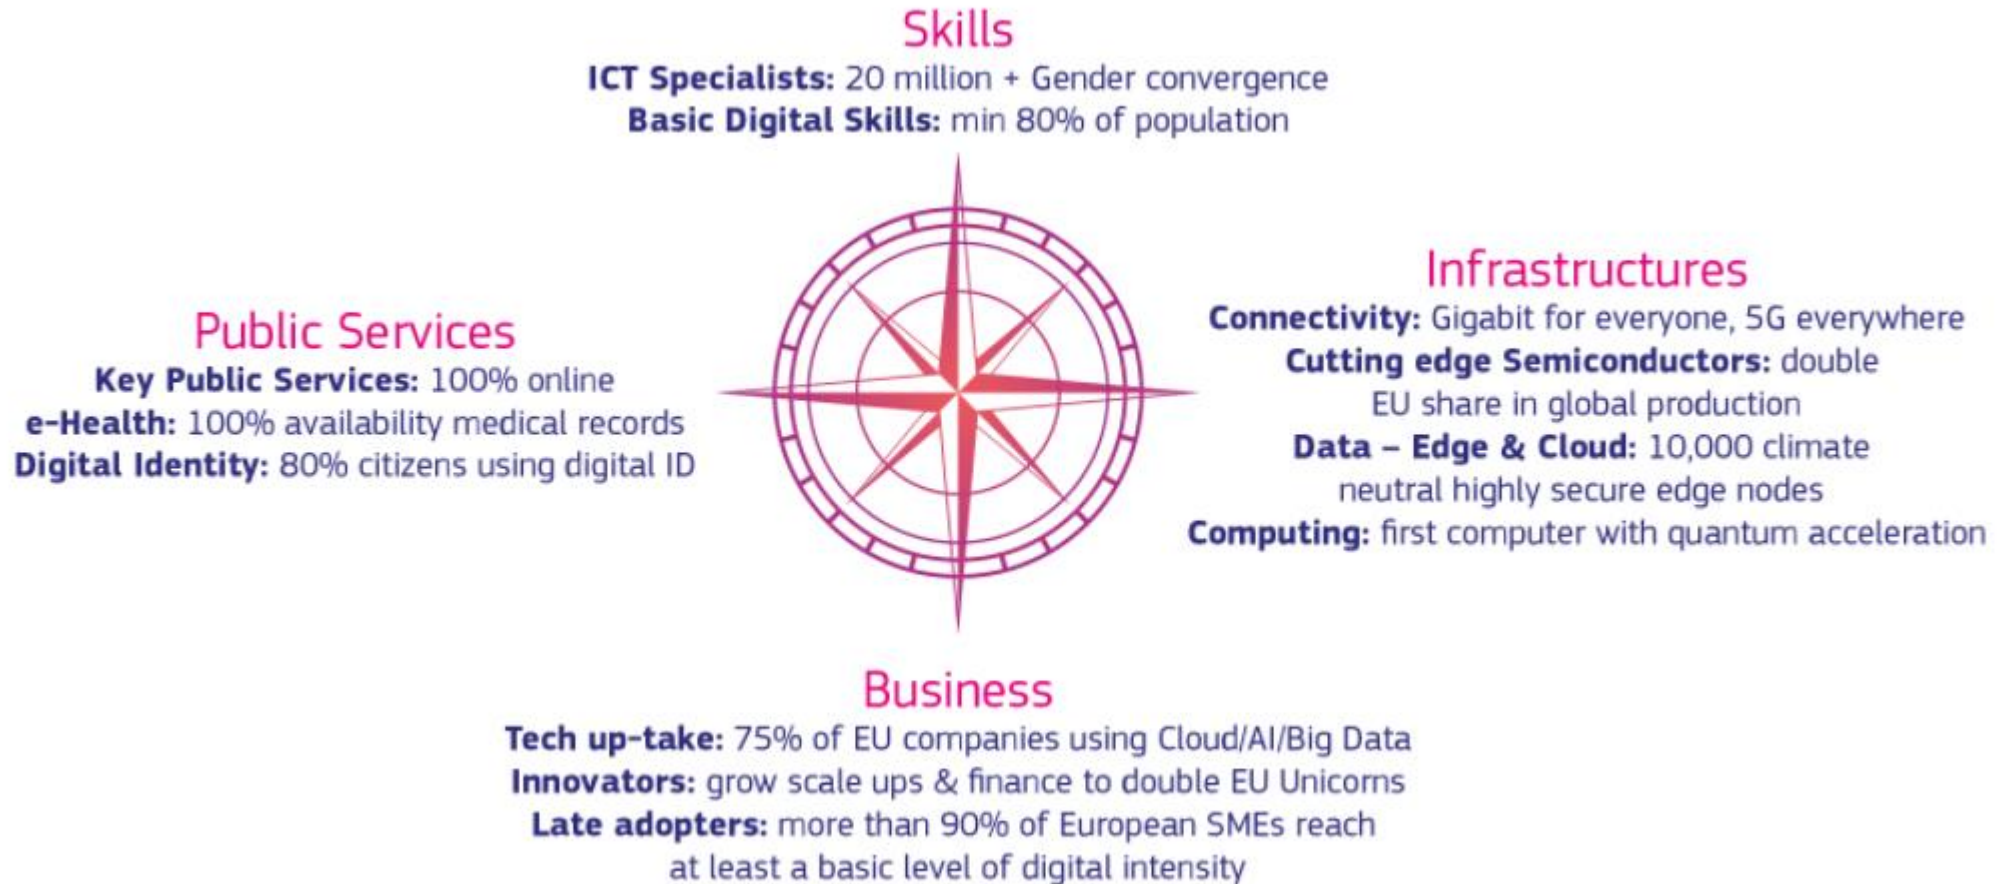 Skills
ICT Specialists: 20 million + Gender convergence
Basic Digital Skills: min 80% of population
Public Services
Key Public Services: 100% online
e-Health: 100% availability medical records
Digital Identity: 80% citizens using digital ID
Infrastructures
Connectivity: Gigabit for everyone, 5G everywhere
Cutting edge Semiconductors: double
EU share in global production
Data – Edge & Cloud: 10,000 climate
neutral highly secure edge nodes
Computing: first computer with quantum acceleration
Business
Tech up-take: 75% of EU companies using Cloud/AI/Big Data
Innovators: grow scale ups & finance to double EU Unicorns
Late adopters: more than 90% of European SMEs reach
at least a basic level of digital intensity